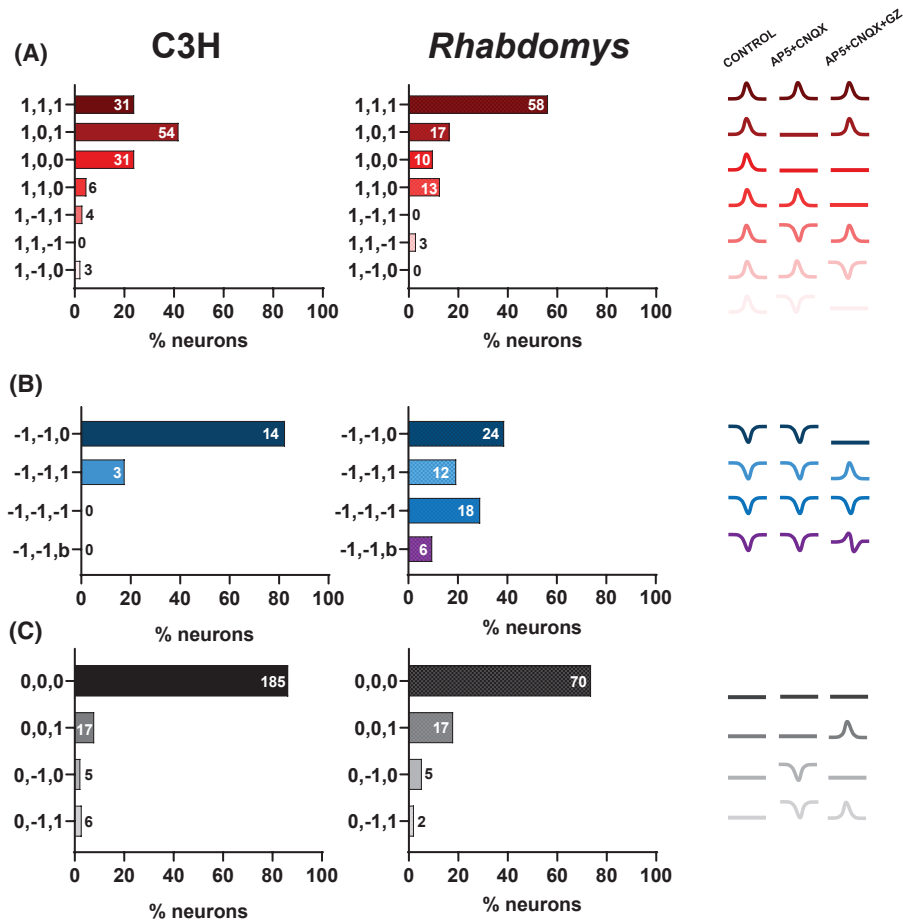 C3H
Rhabdomys
CONTROL
AP5+CNQX
AP5+CNQX+GZ
(A)
1,1,1
31
1,0,1
54
1,0,0
31
1,1,0
6
1,-1,1
4
1,1,-1
0
1,-1,0
3
0 20 40 60 80 100
% neurons
1,1,1
58
1,0,1
17
1,0,0
10
1,1,0
13
1,-1,1
0
1,1,-1
3
1,-1,0
0
0 20 40 60 80 100
% neurons
(B)
-1,-1,0
14
-1,-1,1
3
-1,-1,-1
0
-1,-1,b
0
0 20 40 60 80 100
% neurons
-1,-1,0
24
-1,-1,1
12
-1,-1,-1
18
-1,-1,b
6
0 20 40 60 80 100
% neurons
(C)
0,0,0
185
0,0,1
17
0,-1,0
5
0,-1,1
6
0 20 40 60 80 100
% neurons
0,0,0
70
0,0,1
17
0,-1,0
5
0,-1,1
2
0 20 40 60 80 100
% neurons